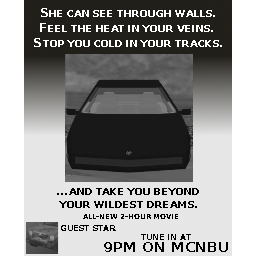 SHE CAN SEE THROUGH WALLS.
FEEL THE HEAT IN YOUR VEINS.
STOP YOU COLD IN YOUR TRACKS.
...AND TAKE YOU BEYOND
YOUR WILDEST DREAMS.
ALL-NEW 2-HOUR MOVIE
GUEST STAR
TUNE IN AT
9PM ON MCNBU